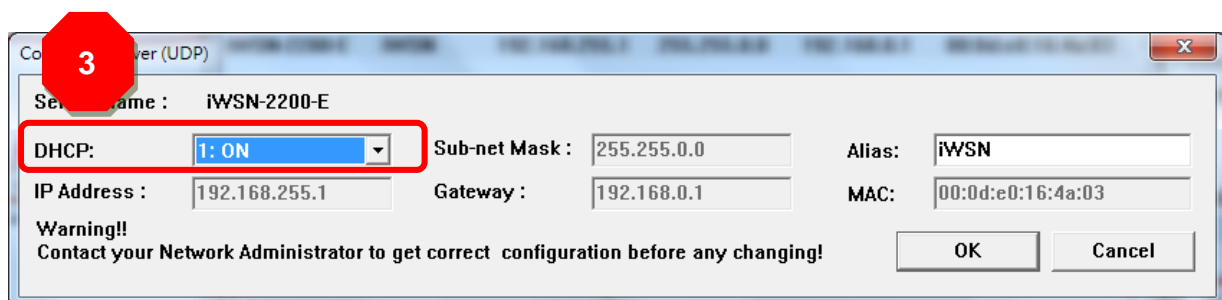 3
ver (UDP)
iWSN-2200-E
DHCP: 1: ON Sub-net Mask : 255.255.0.0 Alias: iWSN
IP Address : 192.168.255.1 Gateway : 192.168.0.1 MAC: 00:0d:e0:16:4a:03
Warning!!
Contact your Network Administrator to get correct configuration before any changing! OK Cancel